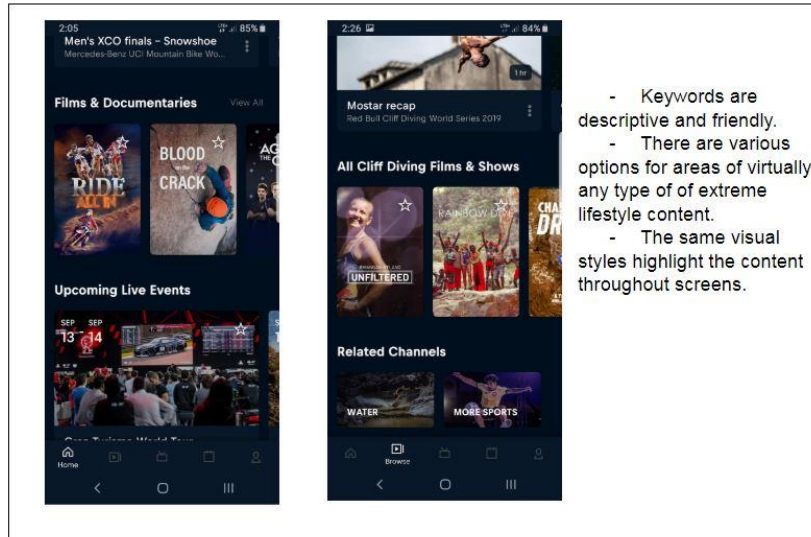 2:05
85%
Men's XCO finals – Snowshoe
Mercedes-Benz UCI Mountain Bike Wo...
Films & Documentaries
View All
RIDE
ALL IN
BLOOD
on the
CRACK
Upcoming Live Events
SEP
13
SEP
14
Home
2:26
84%
1 hr
Mostar recap
Red Bull Cliff Diving World Series 2019
All Cliff Diving Films & Shows
UNFILTERED
RAINBOW DIVE
Related Channels
WATER
MORE SPORTS
Browse
- Keywords are
descriptive and friendly.
- There are various
options for areas of virtually
any type of of extreme
lifestyle content.
- The same visual
styles highlight the content
throughout screens.